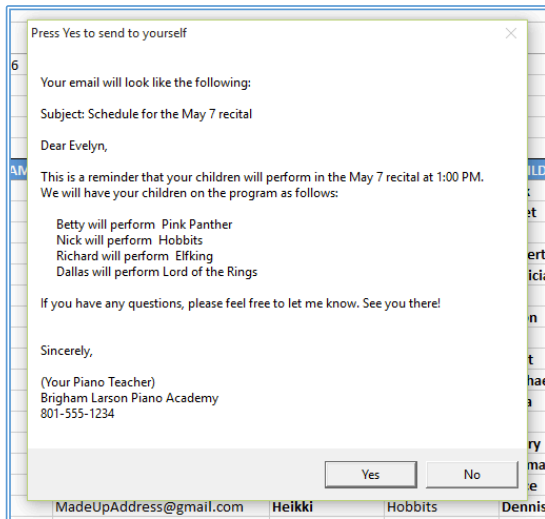 Press Yes to send to yourself
6
Your email will look like the following:
Subject: Schedule for the May 7 recital
Dear Evelyn,
This is a reminder that your children will perform in the May 7 recital at 1:00 PM.
We will have your children on the program as follows:
Betty will perform  Pink Panther
Nick will perform  Hobbits
Richard will perform  Elfking
Dallas will perform Lord of the Rings
If you have any questions, please feel free to let me know. See you there!
Sincerely,
(Your Piano Teacher)
Brigham Larson Piano Academy
801-555-1234
Yes No
MadeUpAddress@gmail.com Heikki Hobbits Dennis